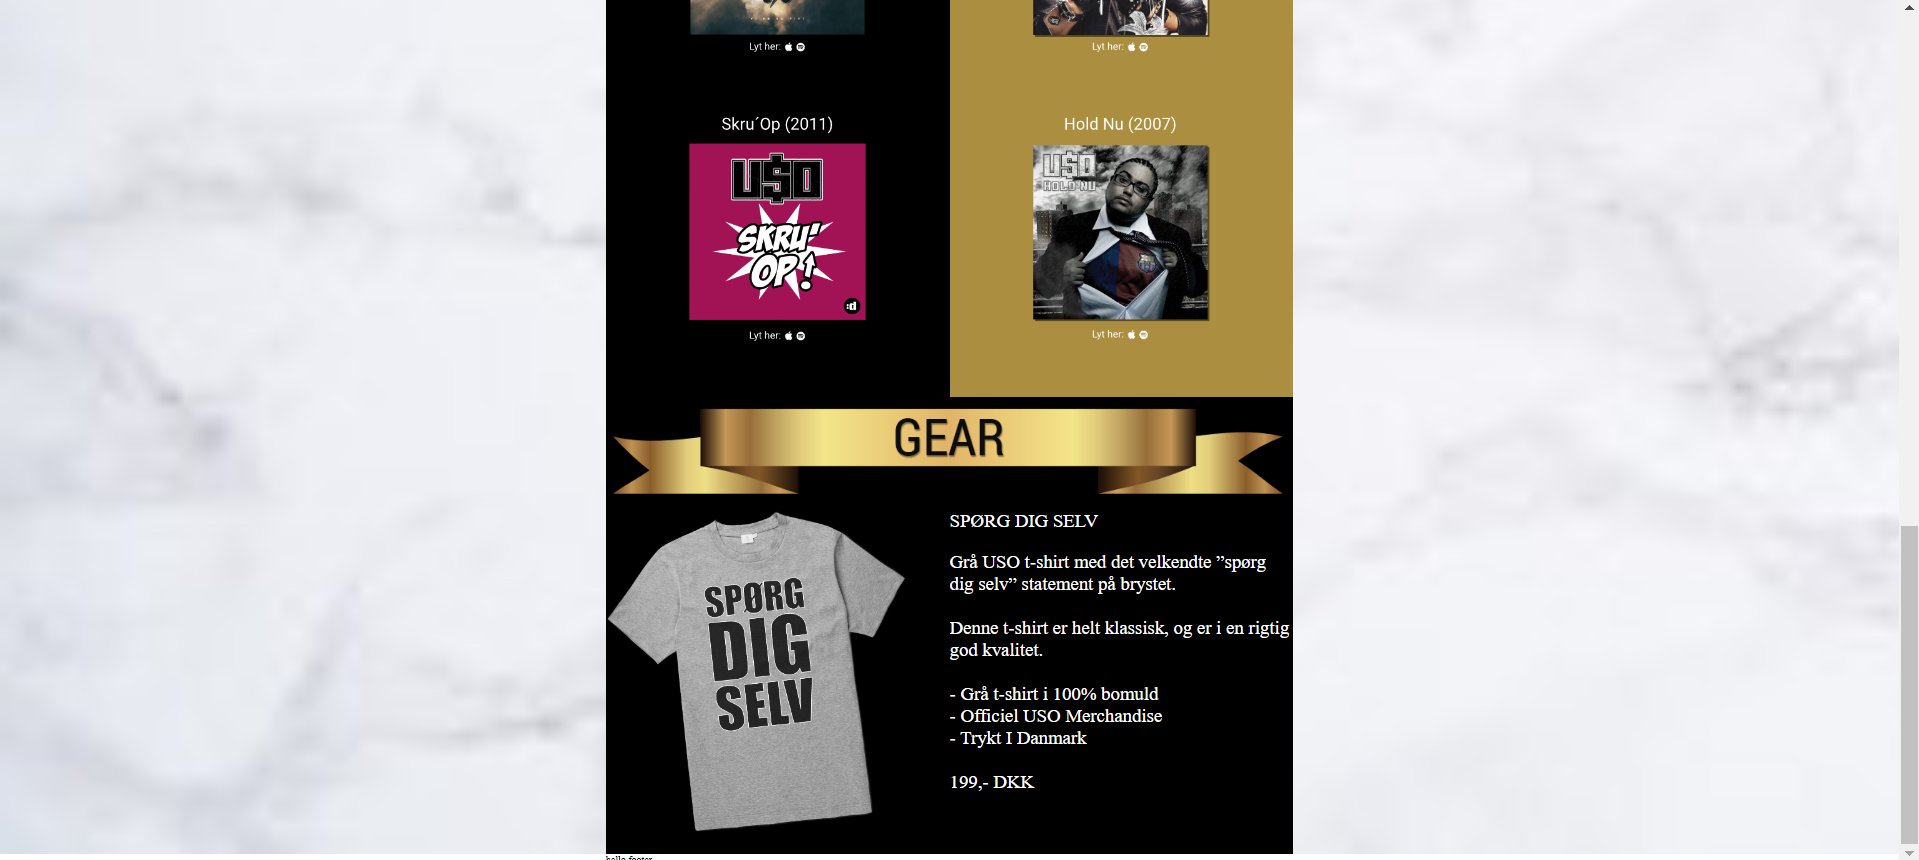 Lyt her:
Lyt her:
Skru´Op (2011)
Hold Nu (2007)
U$O
SKRU'
OP!
:d
U$O
HOLD NU
Lyt her:
Lyt her:
GEAR
SPØRG
DIG
SELV
SPØRG DIG SELV
Grå USO t-shirt med det velkendte ”spørg
dig selv” statement på brystet.
Denne t-shirt er helt klassisk, og er i en rigtig
god kvalitet.
- Grå t-shirt i 100% bomuld
- Officiel USO Merchandise
- Trykt I Danmark
199,- DKK
hello footer